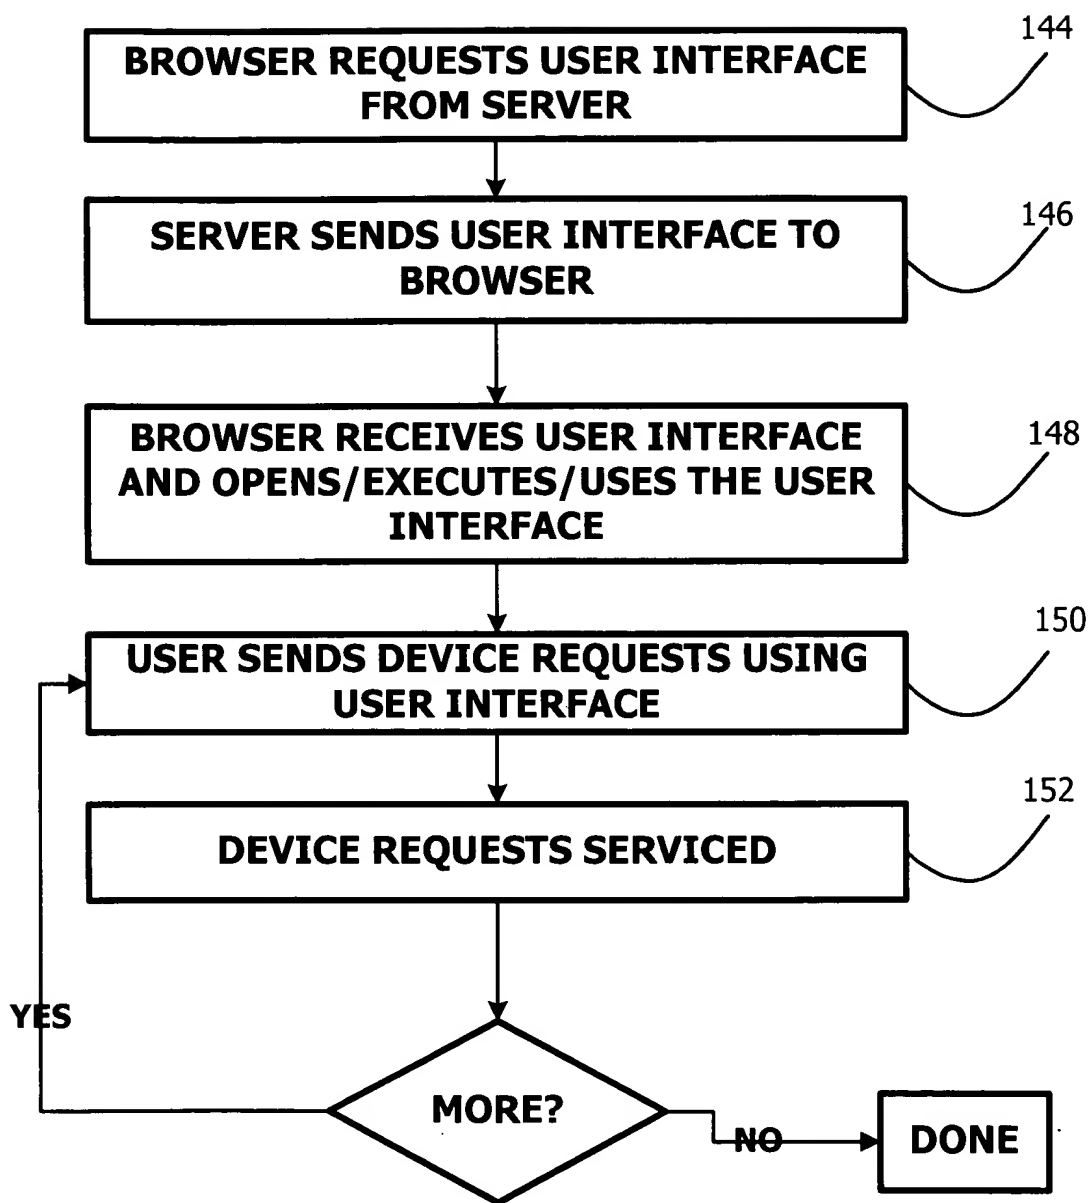 144
BROWSER REQUESTS USER INTERFACE
FROM SERVER
146
SERVER SENDS USER INTERFACE TO
BROWSER
148
BROWSER RECEIVES USER INTERFACE
AND OPENS/EXECUTES/USES THE USER
INTERFACE
150
USER SENDS DEVICE REQUESTS USING
USER INTERFACE
152
DEVICE REQUESTS SERVICED
YES
MORE?
NO
DONE